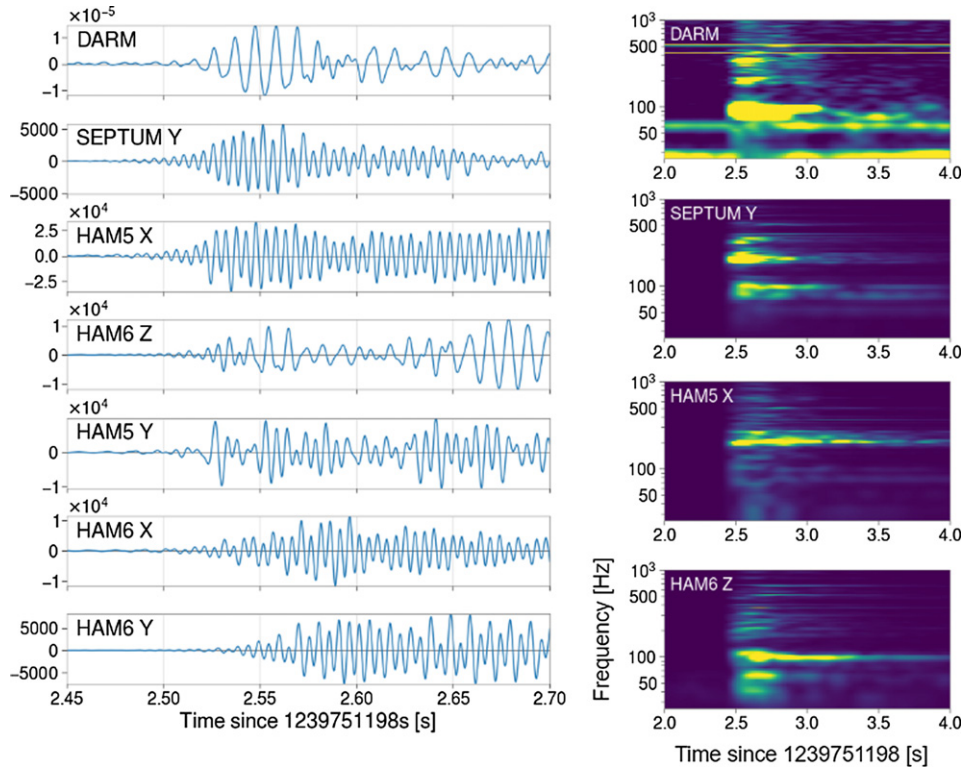 ×10⁻⁵
DARM
1
0
−1
5000
SEPTUM Y
0
−5000
×10⁴
HAM5 X
2.5
0.0
−2.5
×10⁴
HAM6 Z
1
0
−1
×10⁴
HAM5 Y
1
0
−1
×10⁴
HAM6 X
1
0
−1
HAM6 Y
5000
0
−5000
2.45 2.50 2.55 2.60 2.65 2.70
Time since 1239751198s [s]
10³
DARM
500
100
50
2.0 2.5 3.0 3.5 4.0
10³
SEPTUM Y
500
100
50
2.0 2.5 3.0 3.5 4.0
10³
HAM5 X
500
100
50
2.0 2.5 3.0 3.5 4.0
10³
HAM6 Z
500
100
50
2.0 2.5 3.0 3.5 4.0
Frequency [Hz]
Time since 1239751198 [s]